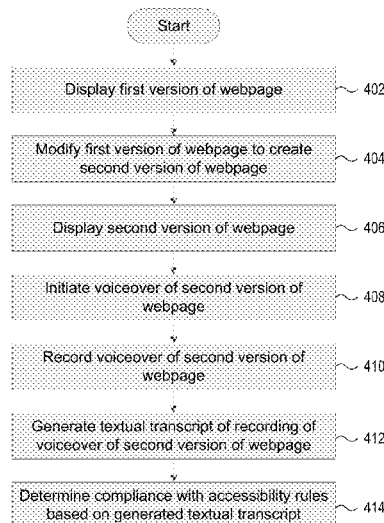 Start
Display first version of webpage
402
Modify first version of webpage to create
second version of webpage
404
Display second version of webpage
406
Initiate voiceover of second version of
webpage
408
Record voiceover of second version of
webpage
410
Generate textual transcript of recording of
voiceover of second version of webpage
412
Determine compliance with accessibility rules
based on generated textual transcript
414